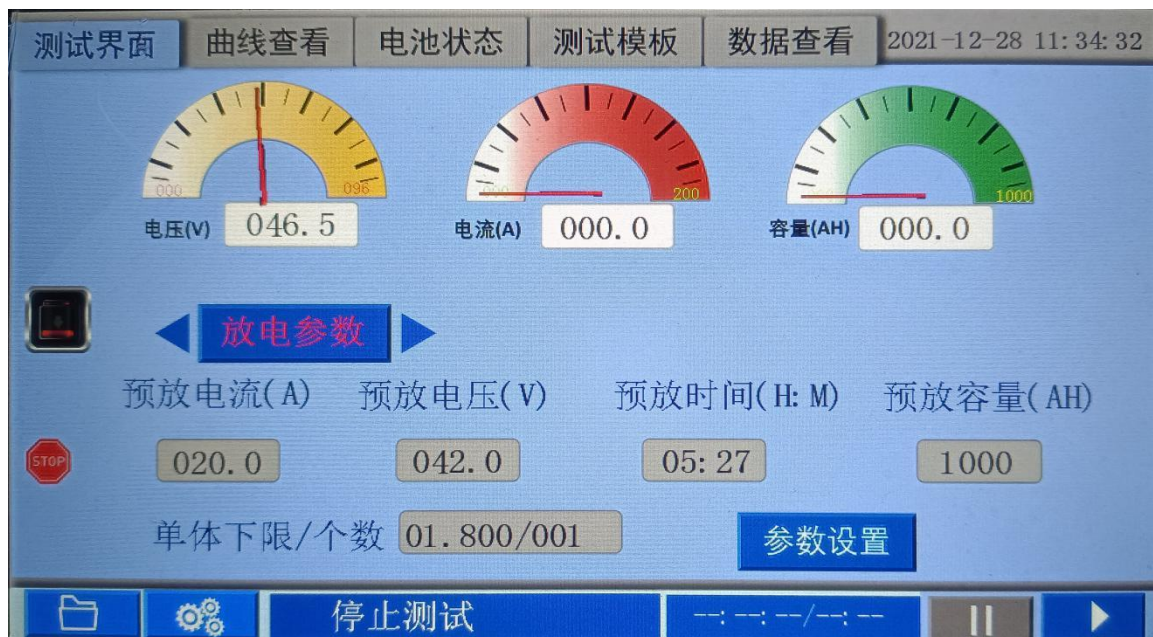 测试界面 曲线查看 电池状态 测试模板 数据查看 2021-12-28 11:34:32
000 096 200 1000
电压(V) 046.5 电流(A) 000.0 容量(AH) 000.0
放电参数
预放电流(A) 预放电压(V) 预放时间(H:M) 预放容量(AH)
STOP 020.0 042.0 05:27 1000
单体下限/个数 01.800/001 参数设置
停止测试 --:--:--/--:--